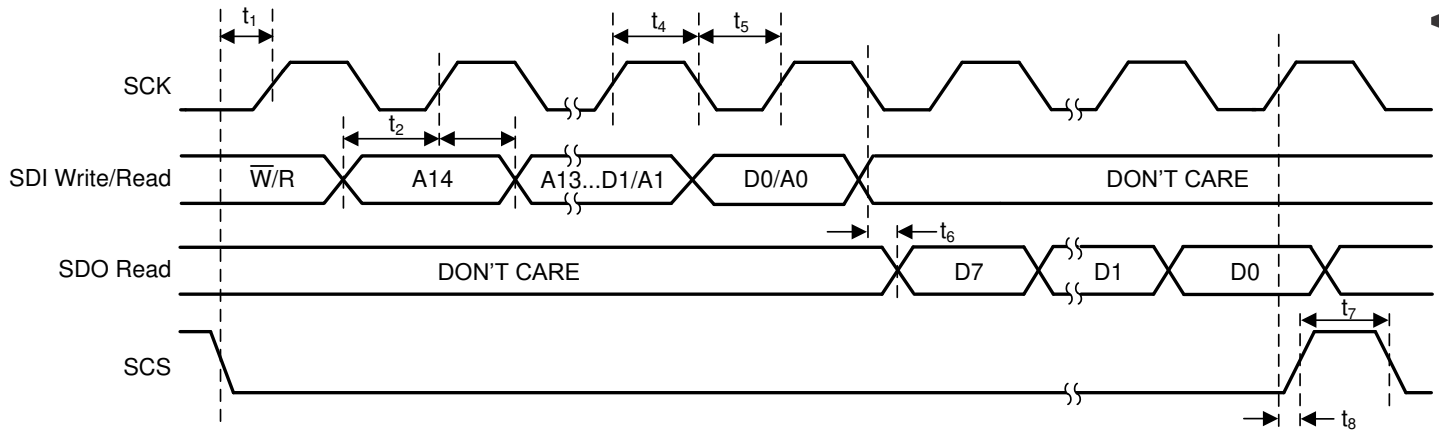 t1 t4 t5
SCK
t2
SDI Write/Read W̅/R A14 A13...D1/A1 D0/A0 DON'T CARE
t6
SDO Read DON'T CARE D7 D1 D0
t7
SCS
t8